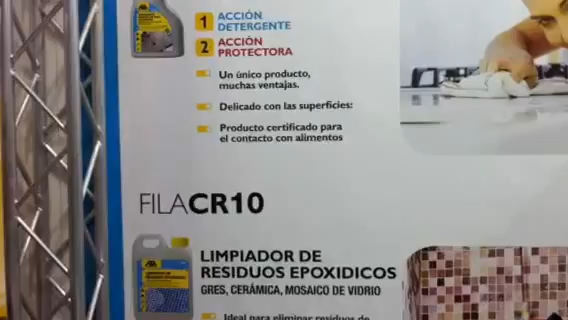 1 ACCIÓN
DETERGENTE
2 ACCIÓN
PROTECTORA
Un único producto,
muchas ventajas.
Delicado con las superficies:
Producto certificado para
el contacto con alimentos
FILACR10
LIMPIADOR DE
RESIDUOS EPOXIDICOS
GRES, CERÁMICA, MOSAICO DE VIDRIO
Ideal para eliminar residuos de